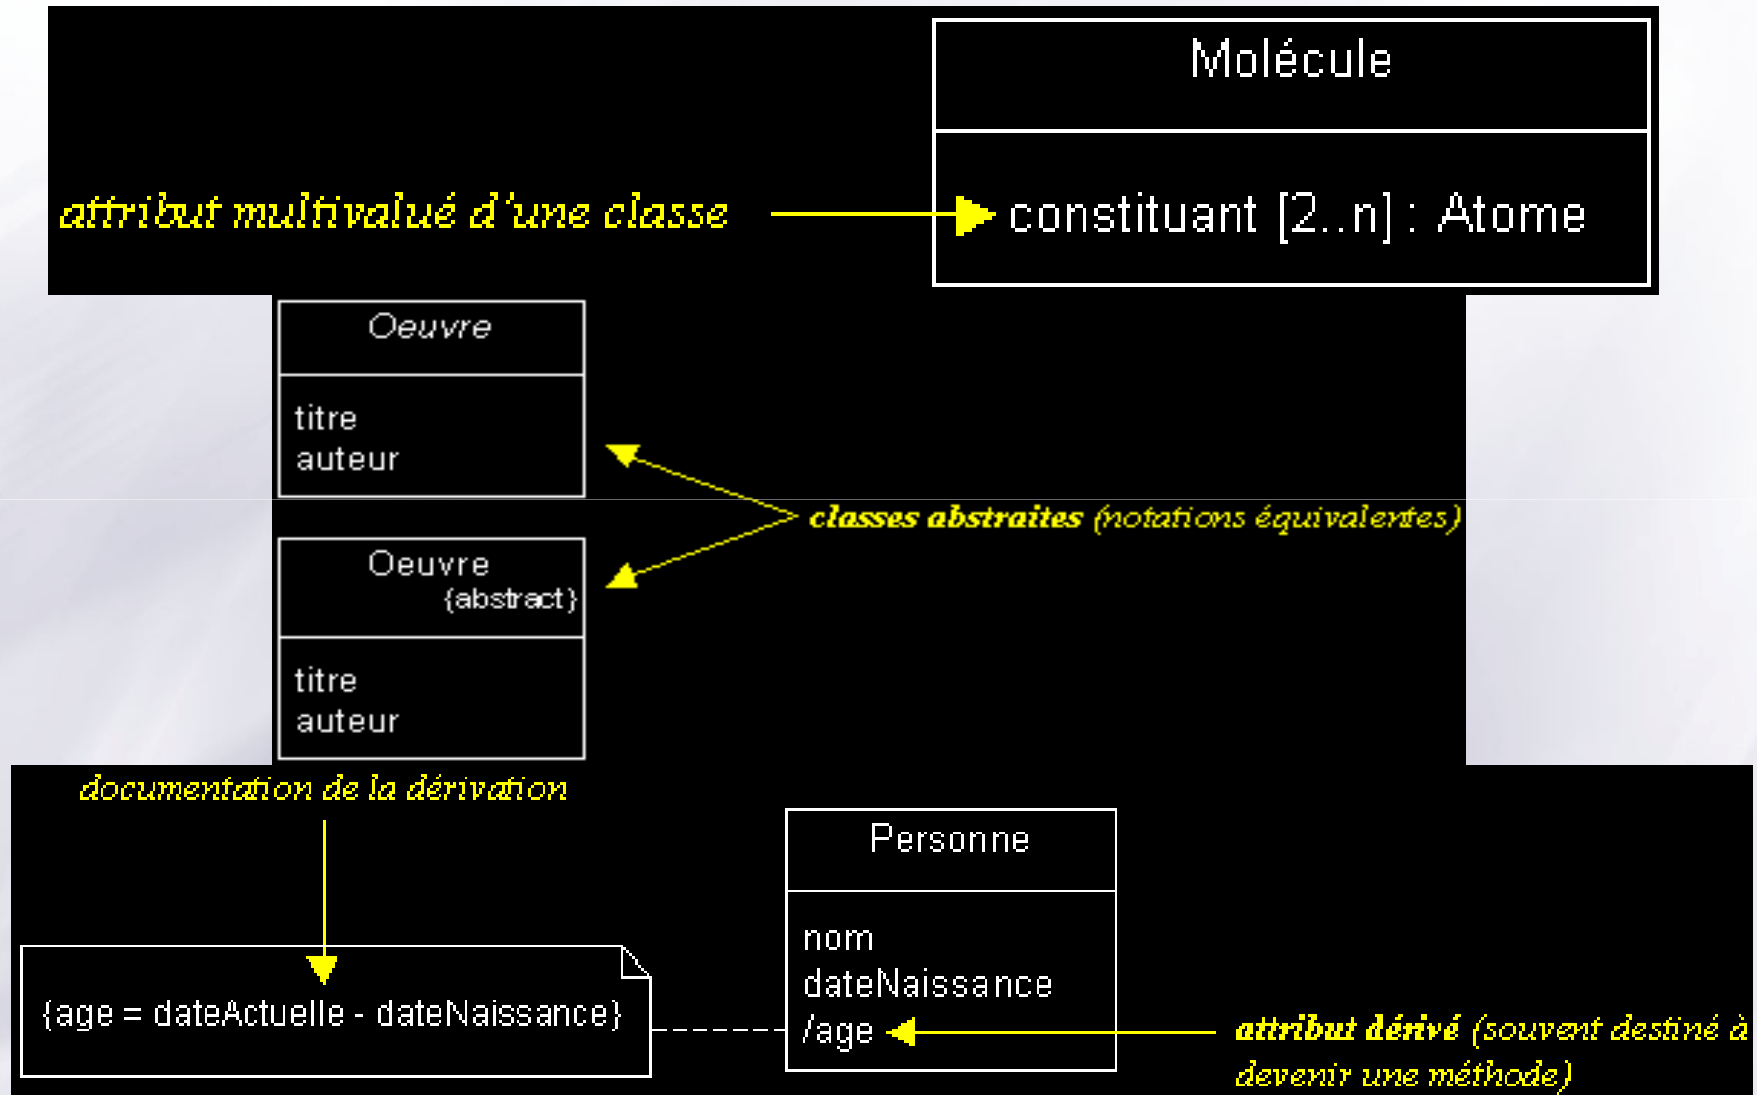 Molécule
attribut multivalué d'une classe
constituant [2..n] : Atome
Oeuvre
titre
auteur
classes abstraites (notations équivalentes)
Oeuvre
{abstract}
titre
auteur
documentation de la dérivation
Personne
nom
dateNaissance
/age
{age = dateActuelle - dateNaissance}
attribut dérivé (souvent destiné à
devenir une méthode)